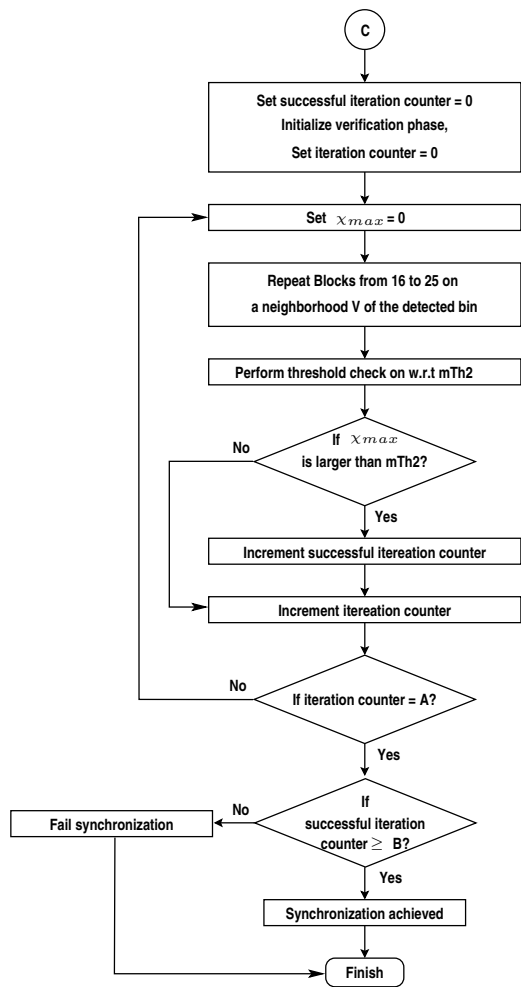 C
Set successful iteration counter = 0
Initialize verification phase,
Set iteration counter = 0
Set χmax = 0
Repeat Blocks from 16 to 25 on
a neighborhood V of the detected bin
Perform threshold check on w.r.t mTh2
If χmax
is larger than mTh2?
No
Yes
Increment successful itereation counter
Increment itereation counter
No
If iteration counter = A?
Yes
If
successful iteration
counter ≥ B?
No
Fail synchronization
Yes
Synchronization achieved
Finish